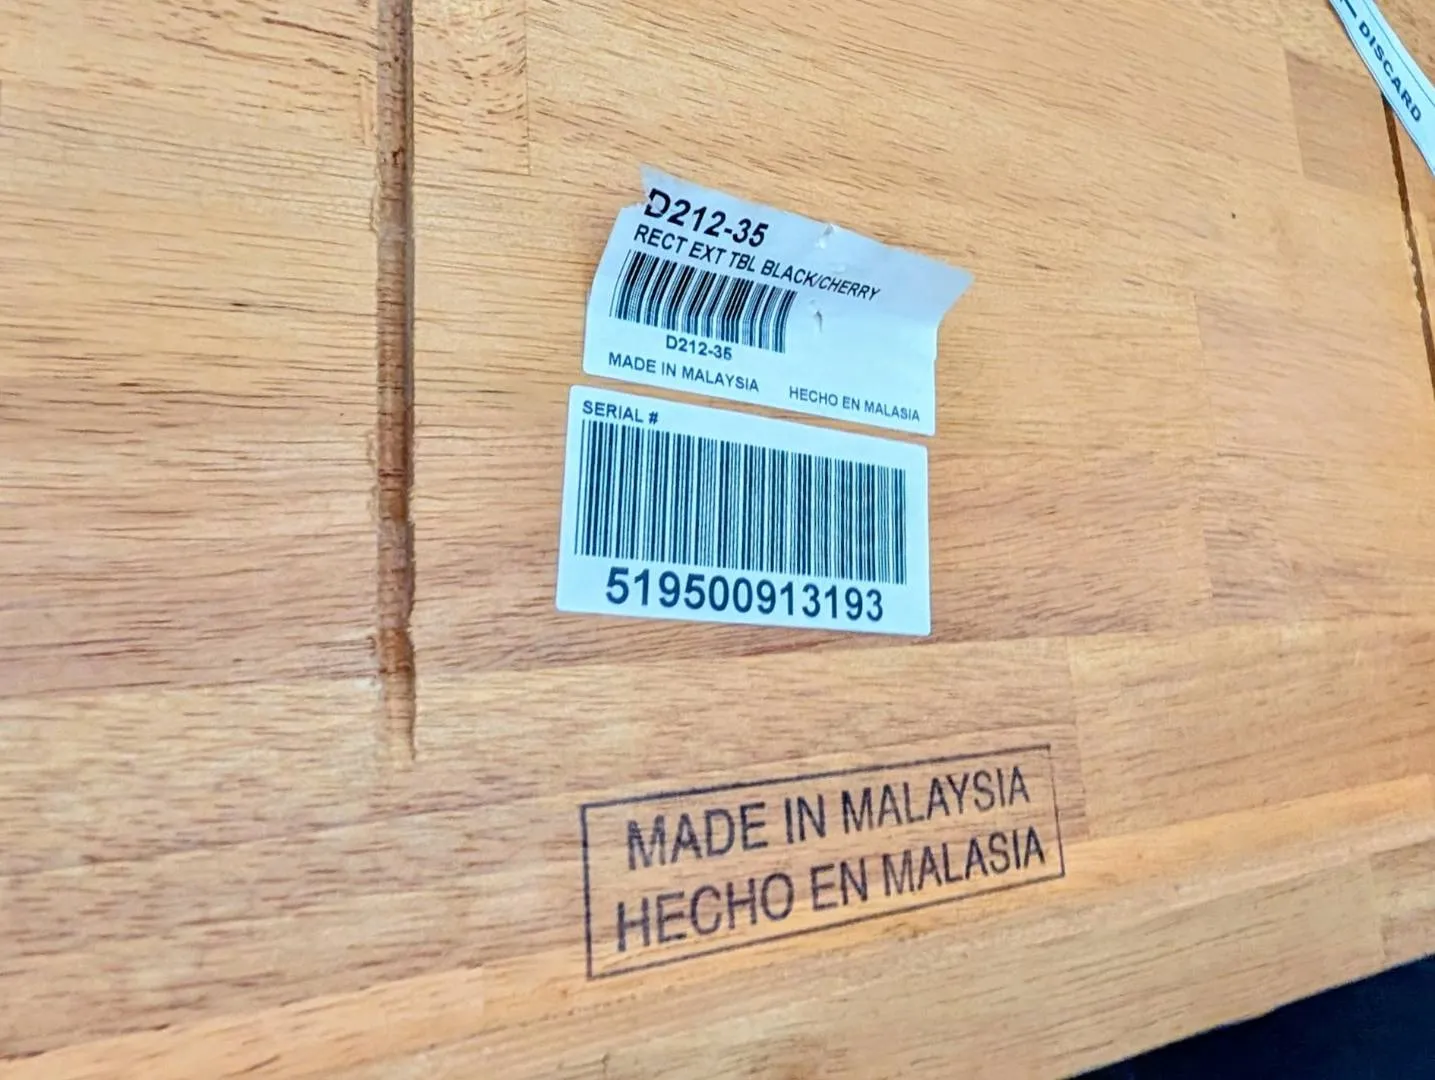 DISCARD
D212-35
RECT EXT TBL BLACK/CHERRY
D212-35
MADE IN MALAYSIA HECHO EN MALASIA
SERIAL #
519500913193
MADE IN MALAYSIA
HECHO EN MALASIA